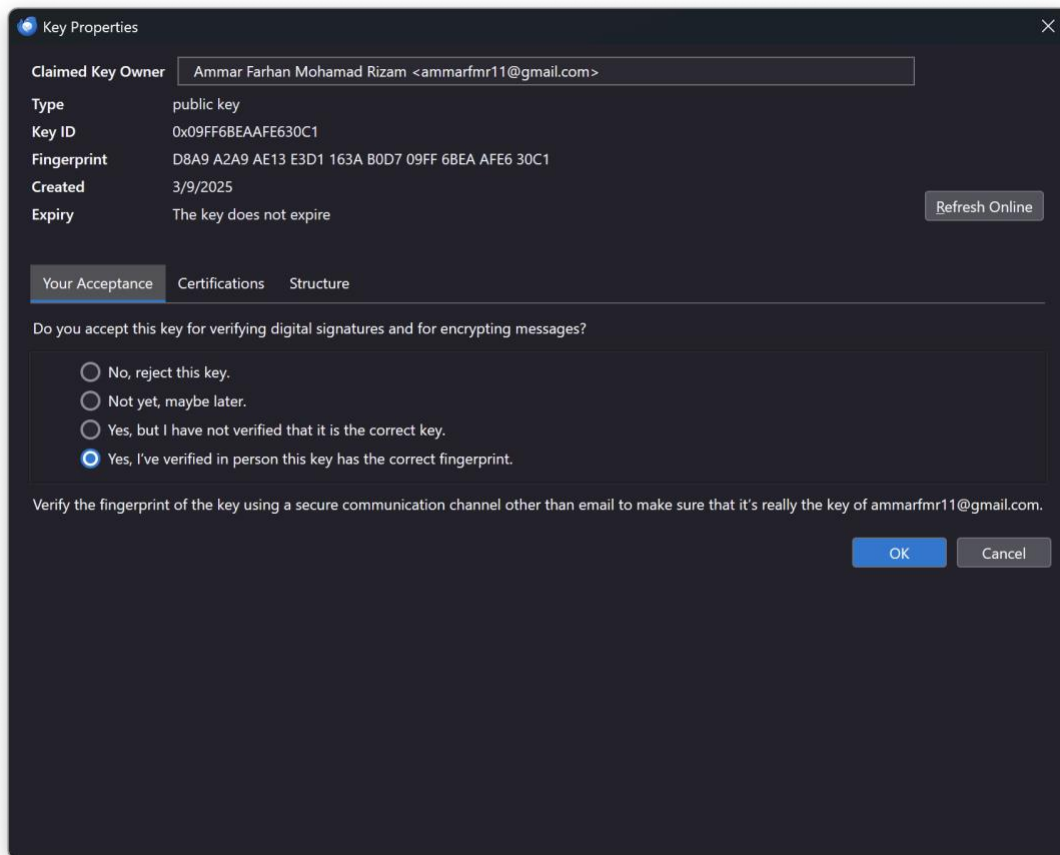 Key Properties
Claimed Key Owner Ammar Farhan Mohamad Rizam <ammarfmr11@gmail.com>
Type public key
Key ID 0x09FF6BEAAFE630C1
Fingerprint D8A9 A2A9 AE13 E3D1 163A B0D7 09FF 6BEA AFE6 30C1
Created 3/9/2025
Expiry The key does not expire
Refresh Online
Your Acceptance Certifications Structure
Do you accept this key for verifying digital signatures and for encrypting messages?
No, reject this key.
Not yet, maybe later.
Yes, but I have not verified that it is the correct key.
Yes, I've verified in person this key has the correct fingerprint.
Verify the fingerprint of the key using a secure communication channel other than email to make sure that it's really the key of ammarfmr11@gmail.com.
OK Cancel